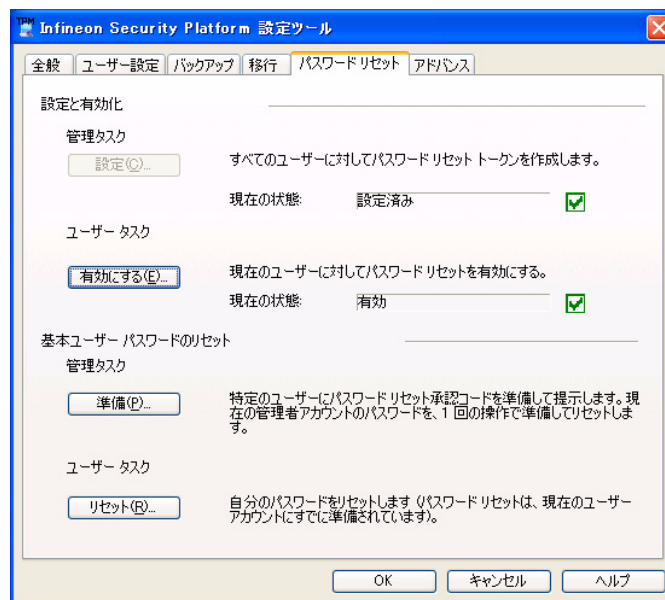 TPM
Infineon Security Platform 設定ツール
全般 ユーザー設定 バックアップ 移行 パスワード リセット アドバンス
設定と有効化
管理タスク
設定(C)... すべてのユーザーに対してパスワード リセット トークンを作成します。
現在の状態: 設定済み
ユーザー タスク
有効にする(E)... 現在のユーザーに対してパスワード リセットを有効にする。
現在の状態: 有効
基本ユーザー パスワードのリセット
管理タスク
準備(P)... 特定のユーザーにパスワード リセット承認コードを準備して提示します。現
在の管理者アカウントのパスワードを、1 回の操作で準備してリセットしま
す。
ユーザー タスク
リセット(R)... 自分のパスワードをリセットします (パスワード リセットは、現在のユーザー
アカウントにすでに準備されています)。
OK キャンセル ヘルプ